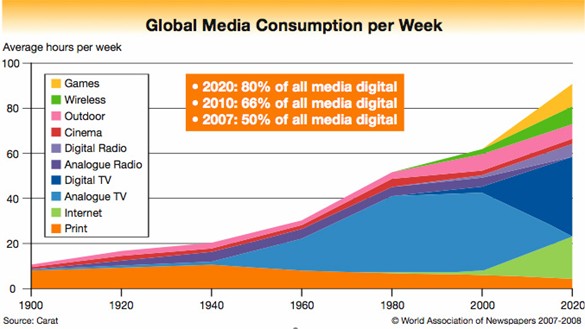 Global Media Consumption per Week
Average hours per week
100
80
60
40
20
0
Games
Wireless
Outdoor
Cinema
Digital Radio
Analogue Radio
Digital TV
Analogue TV
Internet
Print
• 2020: 80% of all media digital
• 2010: 66% of all media digital
• 2007: 50% of all media digital
1900 1920 1940 1960 1980 2000 2020
Source: Carat
© World Association of Newspapers 2007-2008